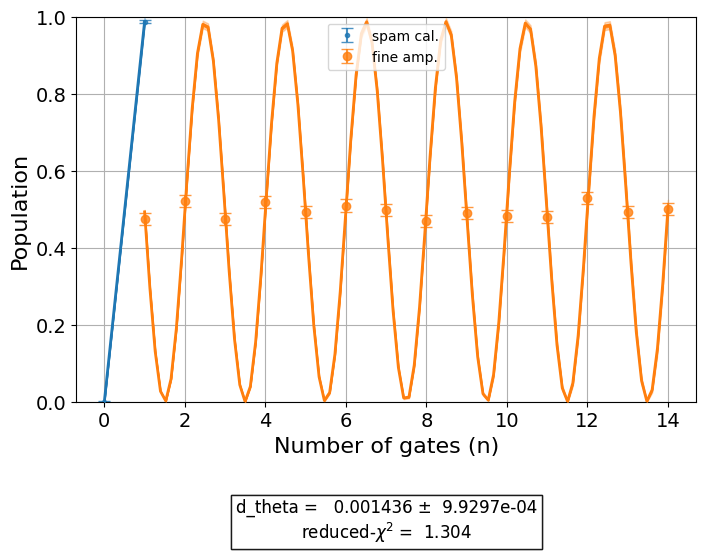 1.0
0.8
0.6
0.4
0.2
0.0
Population
spam cal.
fine amp.
0 2 4 6 8 10 12 14
Number of gates (n)
d_theta = 0.001436 ± 9.9297e-04
reduced-χ² = 1.304